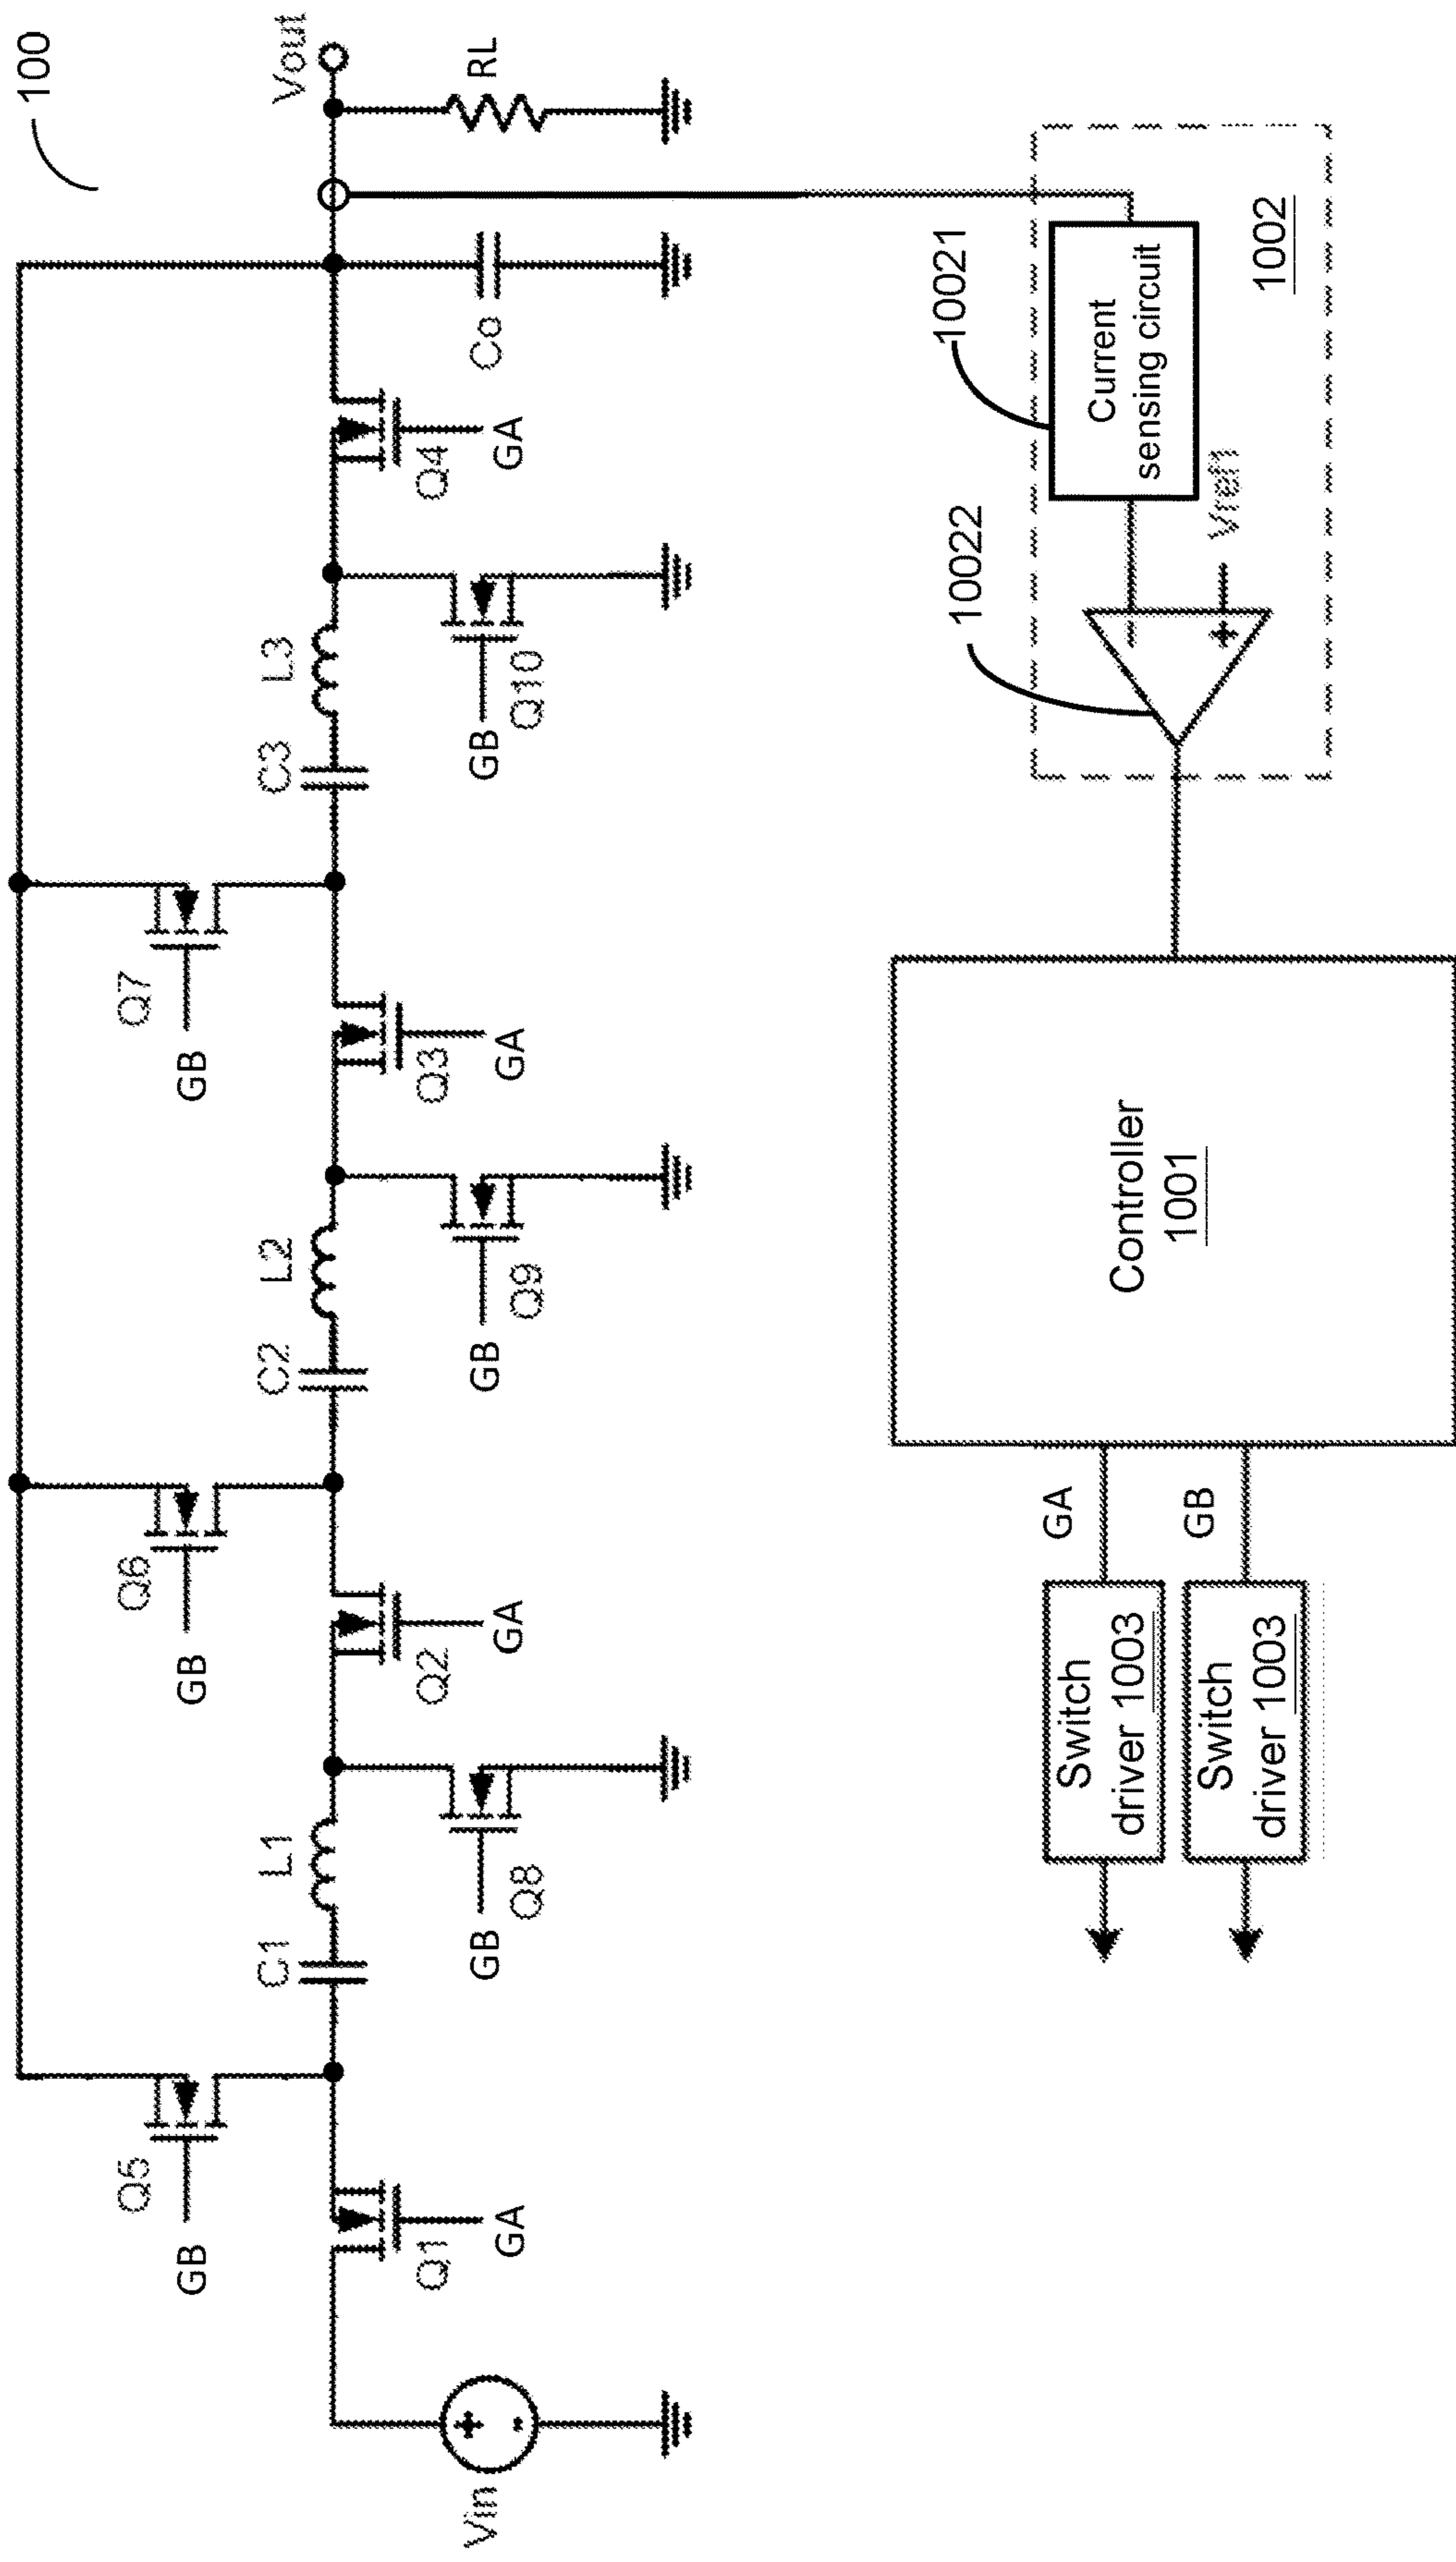 100
Q5
GB
Q6
GB
Q7
GB
C1
L1
C2
L2
C3
L3
Vout
Q1
GA
Q2
GA
Q3
GA
Q4
GA
Vin
+
-
GB
Q8
GB
Q9
GB
Q10
Co
RL
GA
GB
Switch
driver 1003
Switch
driver 1003
Controller
1001
10022
10021
-
+
Vref1
Current
sensing circuit
1002